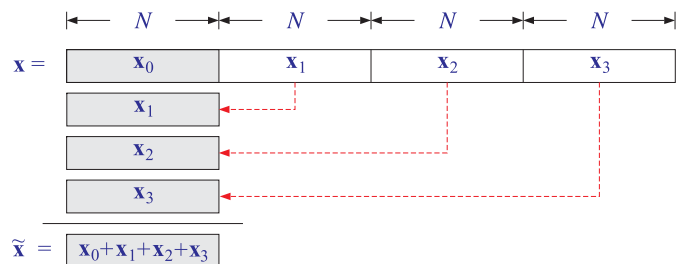 N N N N
𝐱 = 𝐱₀ 𝐱₁ 𝐱₂ 𝐱₃
𝐱₁
𝐱₂
𝐱₃
𝐱̃ = 𝐱₀+𝐱₁+𝐱₂+𝐱₃